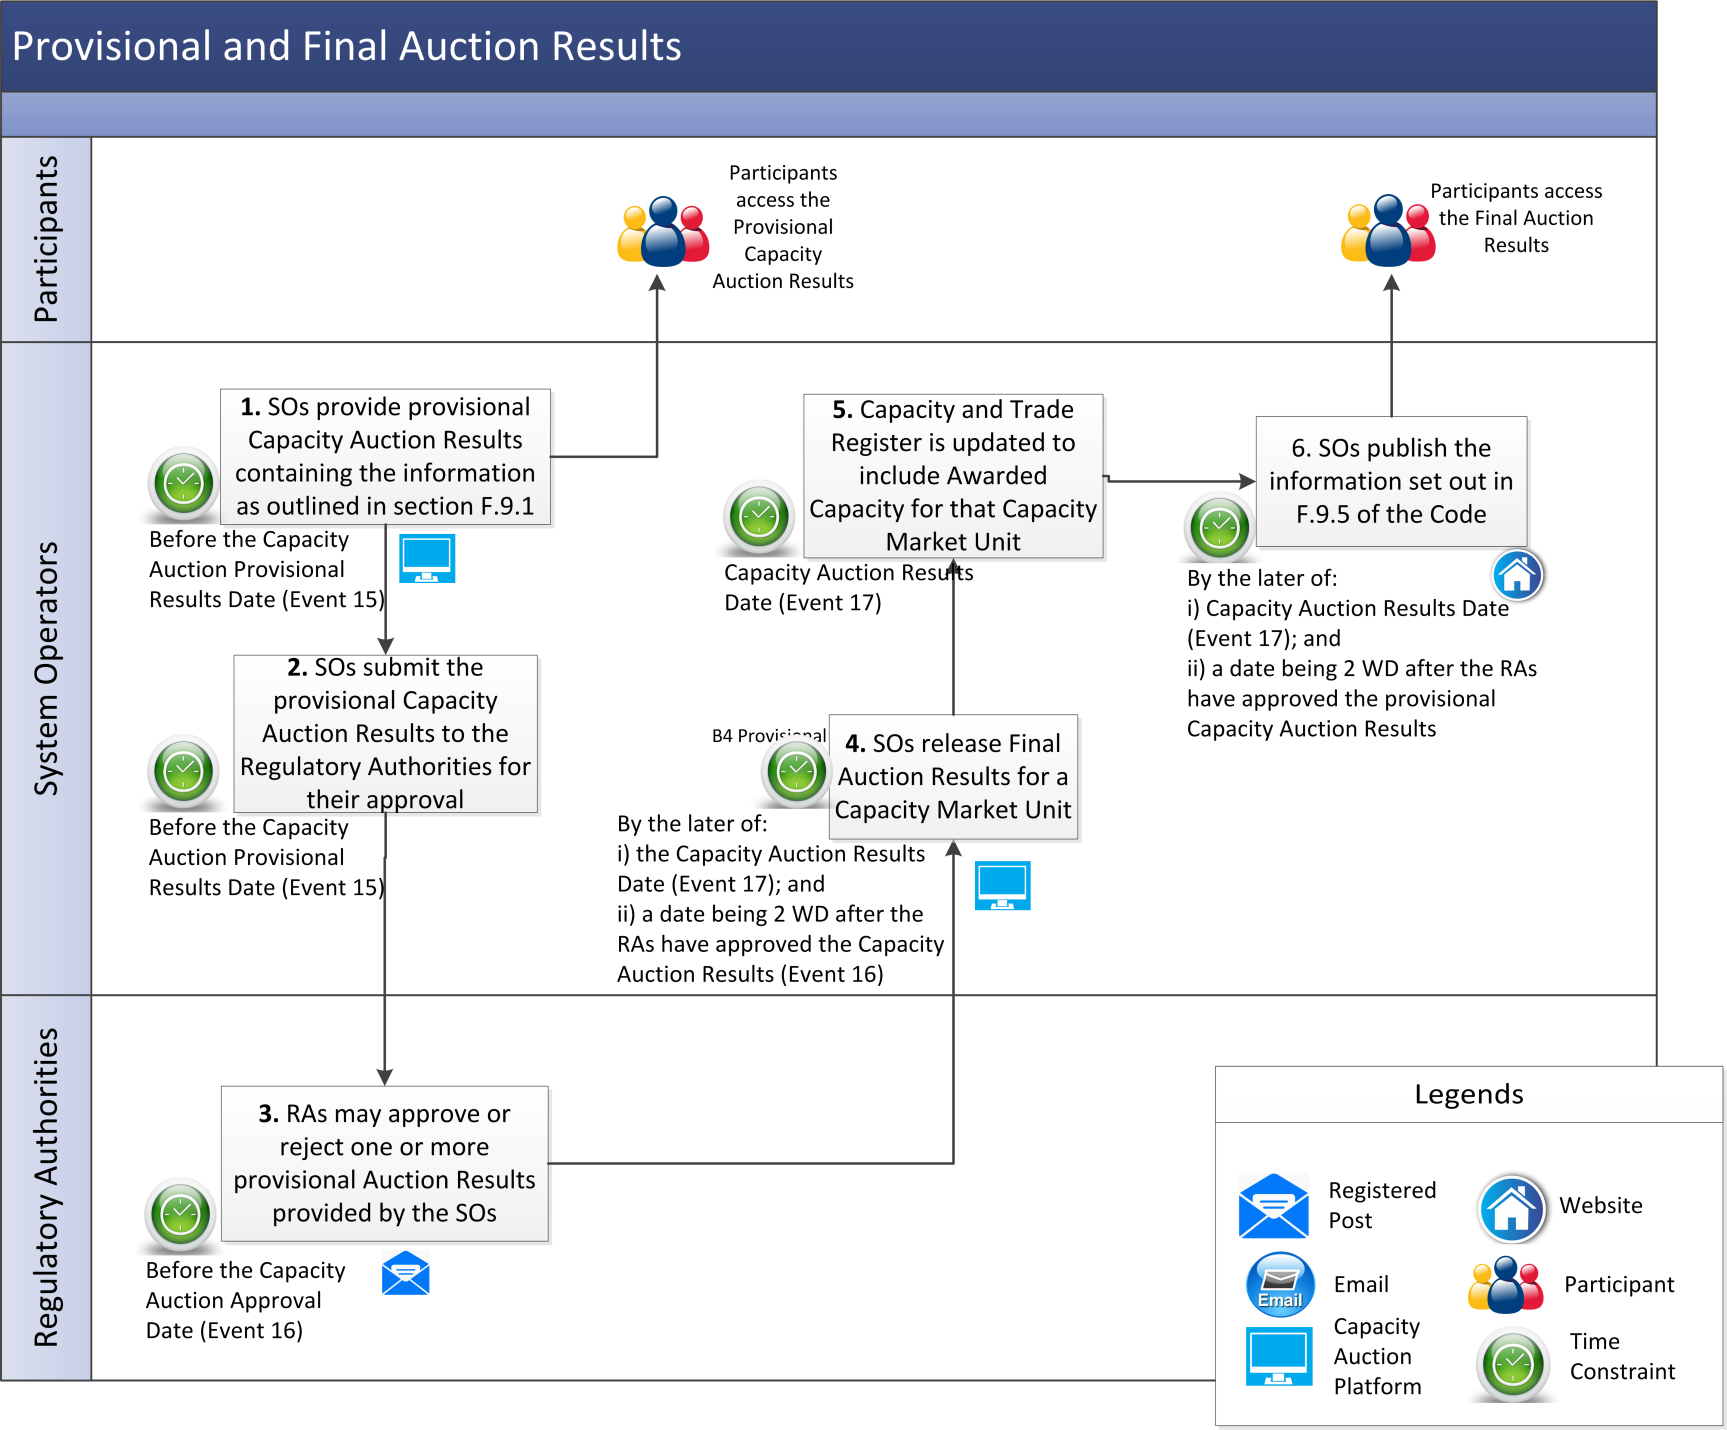 Provisional and Final Auction Results
Participants
Participants
access the
Provisional
Capacity
Auction Results
Participants access
the Final Auction
Results
System Operators
1. SOs provide provisional
Capacity Auction Results
containing the information
as outlined in section F.9.1
Before the Capacity
Auction Provisional
Results Date (Event 15)
2. SOs submit the
provisional Capacity
Auction Results to the
Regulatory Authorities for
their approval
Before the Capacity
Auction Provisional
Results Date (Event 15)
5. Capacity and Trade
Register is updated to
include Awarded
Capacity for that Capacity
Market Unit
Capacity Auction Results
Date (Event 17)
B4 Provisional
4. SOs release Final
Auction Results for a
Capacity Market Unit
By the later of:
i) the Capacity Auction Results
Date (Event 17); and
ii) a date being 2 WD after the
RAs have approved the Capacity
Auction Results (Event 16)
6. SOs publish the
information set out in
F.9.5 of the Code
By the later of:
i) Capacity Auction Results Date
(Event 17); and
ii) a date being 2 WD after the RAs
have approved the provisional
Capacity Auction Results
Regulatory Authorities
3. RAs may approve or
reject one or more
provisional Auction Results
provided by the SOs
Before the Capacity
Auction Approval
Date (Event 16)
Legends
Registered
Post
Website
Email
Email
Participant
Capacity
Auction
Platform
Time
Constraint